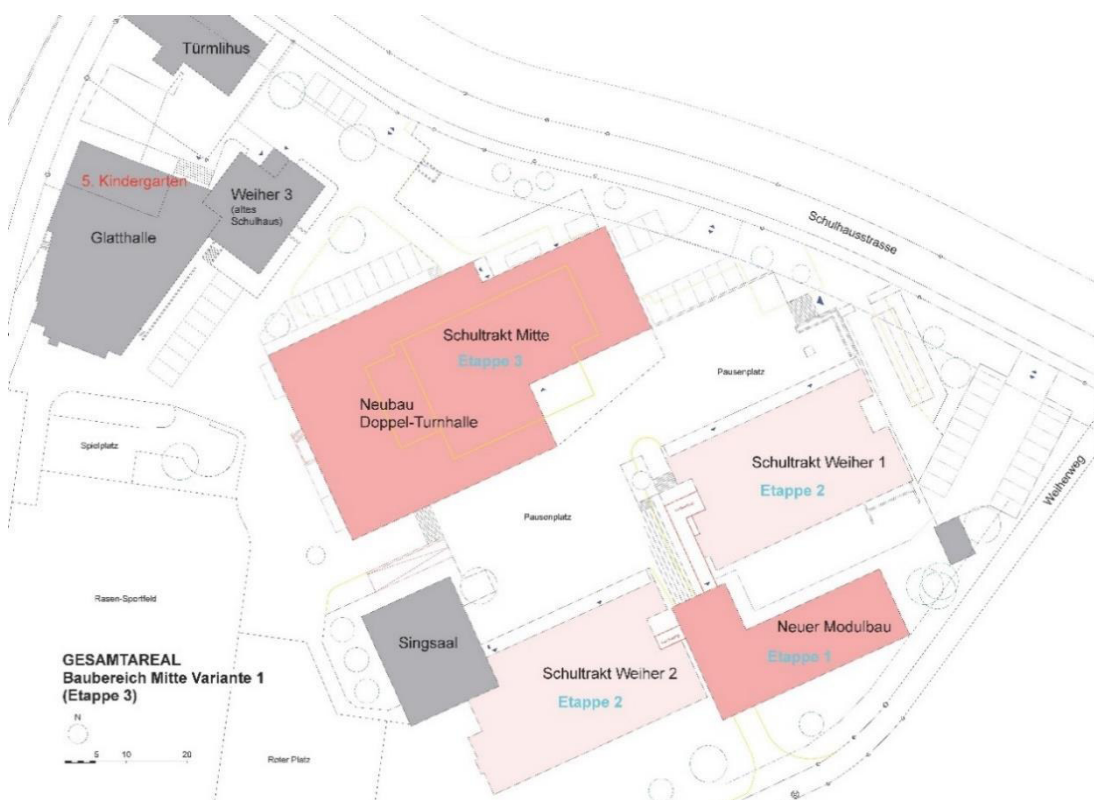 Türmlihus
5. Kindergarten
Glatthalle
Weiher 3
(altes
Schulhaus)
Schulhausstrasse
Schultrakt Mitte
Etappe 3
Neubau
Doppel-Turnhalle
Pausenplatz
Spielplatz
Schultrakt Weiher 1
Etappe 2
Weiherweg
Pausenplatz
Rasen-Sportfeld
Singsaal
Neuer Modulbau
Etappe 1
Schultrakt Weiher 2
Etappe 2
GESAMTAREAL
Baubereich Mitte Variante 1
(Etappe 3)
N
5 10 20
Roter Platz